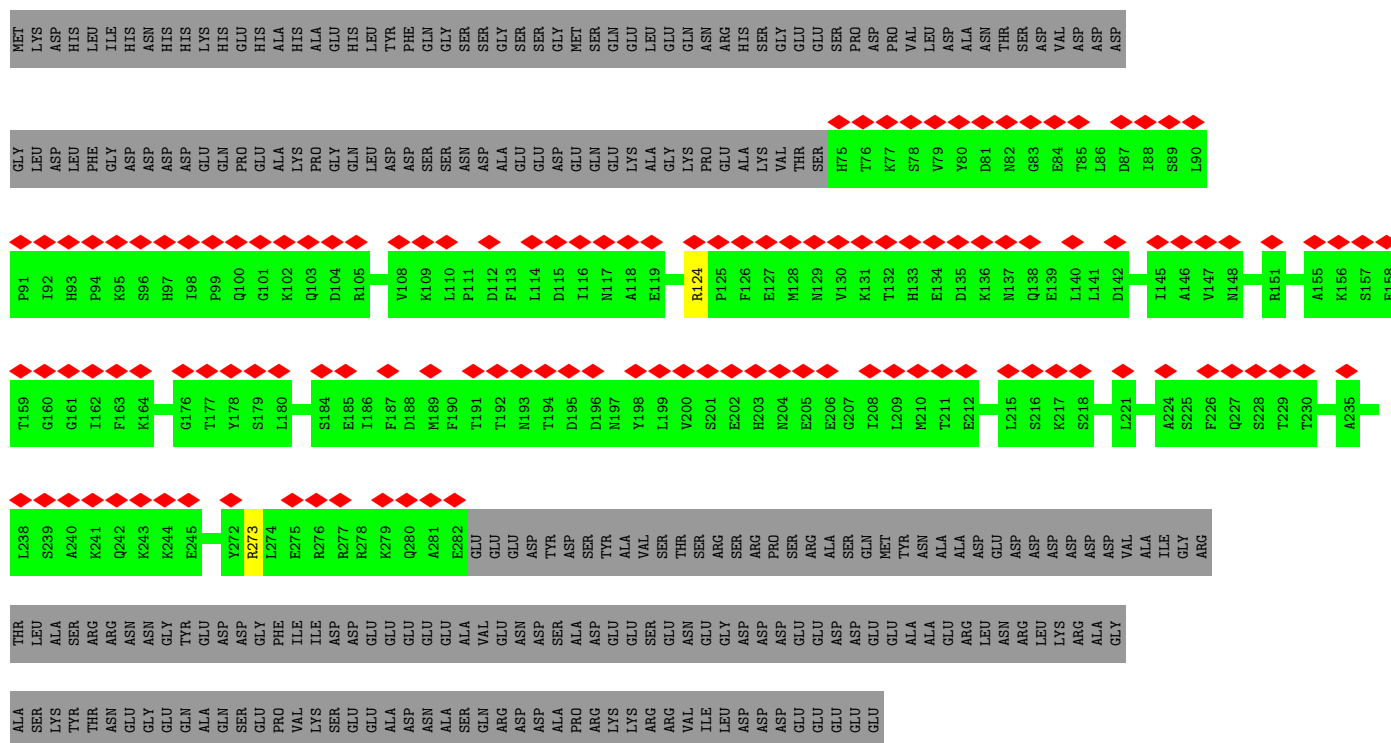 MET LYS ASP HIS LEU ILE HIS ASN HIS HIS LYS HIS GLU HIS ALA HIS ALA GLU HIS LEU TYR PHE GLN GLY SER SER GLY SER SER GLY MET SER GLN GLU LEU GLU GLN ASN ARG HIS SER GLY GLU GLU SER PRO ASP PRO VAL LEU ASP ALA ASN THR SER ASP VAL ASP ASP ASP
GLY LEU ASP LEU PHE GLY ASP ASP ASP ASP GLU GLN PRO GLU ALA LYS PRO GLY GLN LEU ASP ASP SER SER ASN ASP ALA GLU GLU ASP GLU GLN GLU LYS ALA GLY LYS PRO GLU ALA LYS VAL THR SER H75 T76 K77 S78 V79 Y80 D81 N82 G83 E84 T85 L86 D87 I88 S89 L90
P91 I92 H93 P94 K95 S96 H97 I98 P99 Q100 G101 K102 Q103 D104 R105 V108 K109 L110 P111 D112 F113 L114 D115 I116 N117 A118 E119 R124 P125 F126 E127 M128 N129 V130 K131 T132 H133 E134 D135 K136 N137 Q138 E139 L140 L141 D142 I145 A146 V147 N148 R151 A155 K156 S157 E158
T159 G160 G161 I162 F163 K164 G176 T177 Y178 S179 L180 S184 E185 I186 F187 D188 M189 F190 T191 T192 N193 T194 D195 D196 N197 Y198 L199 V200 S201 E202 H203 N204 E205 E206 G207 I208 L209 M210 T211 E212 L215 S216 K217 S218 L221 A224 S225 F226 Q227 S228 T229 T230 A235
L238 S239 A240 K241 Q242 K243 K244 E245 Y272 R273 L274 E275 R276 R277 R278 K279 Q280 A281 E282 GLU GLU GLU ASP TYR ASP SER TYR ALA VAL SER THR SER ARG SER ARG PRO SER ARG ALA SER GLN MET TYR ASN ALA ALA ASP GLU ASP ASP ASP ASP ASP ASP VAL ALA ILE GLY ARG
THR LEU ALA SER ARG ARG ASN ASN GLY TYR GLU ASP ASP GLY PHE ILE ILE ASP ASP GLU GLU GLU GLU GLU ALA VAL GLU ASN ASP SER ALA ASP GLU GLU SER GLU ASN GLU GLY ASP ASP ASP GLU GLU ASP ASP GLU GLU ALA ALA GLU ARG LEU ASN ARG LEU LYS ARG ALA GLY
ALA SER LYS TYR THR ASN GLU GLY GLU GLN ALA GLN SER GLU PRO VAL LYS SER GLU GLU ALA ASP ASN ALA SER GLN ARG ASP ASP ALA PRO ARG LYS LYS ARG ARG VAL ILE LEU ASP ASP ASP GLU GLU GLU GLU GLU